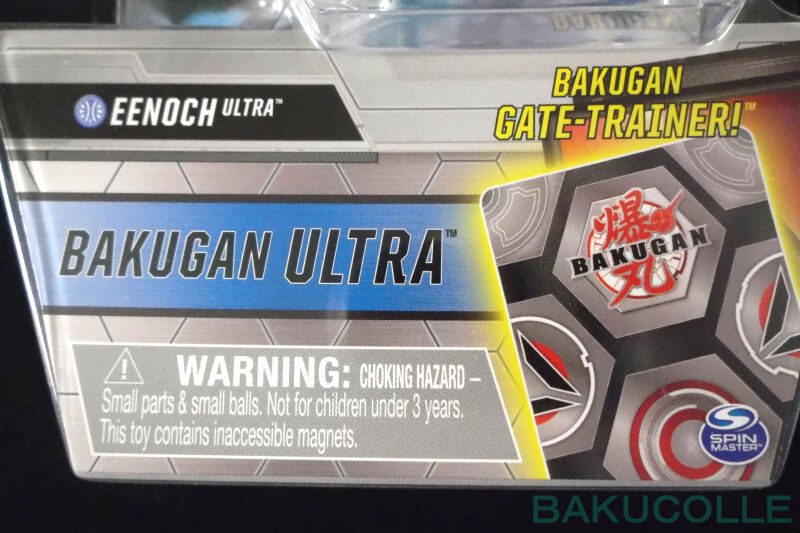 EENOCH ULTRA™
BAKUGAN
GATE-TRAINER!™
BAKUGAN ULTRA™
爆
BAKUGAN
丸
WARNING: CHOKING HAZARD –
Small parts & small balls. Not for children under 3 years.
This toy contains inaccessible magnets.
SPIN
MASTER™
BAKUCOLLE